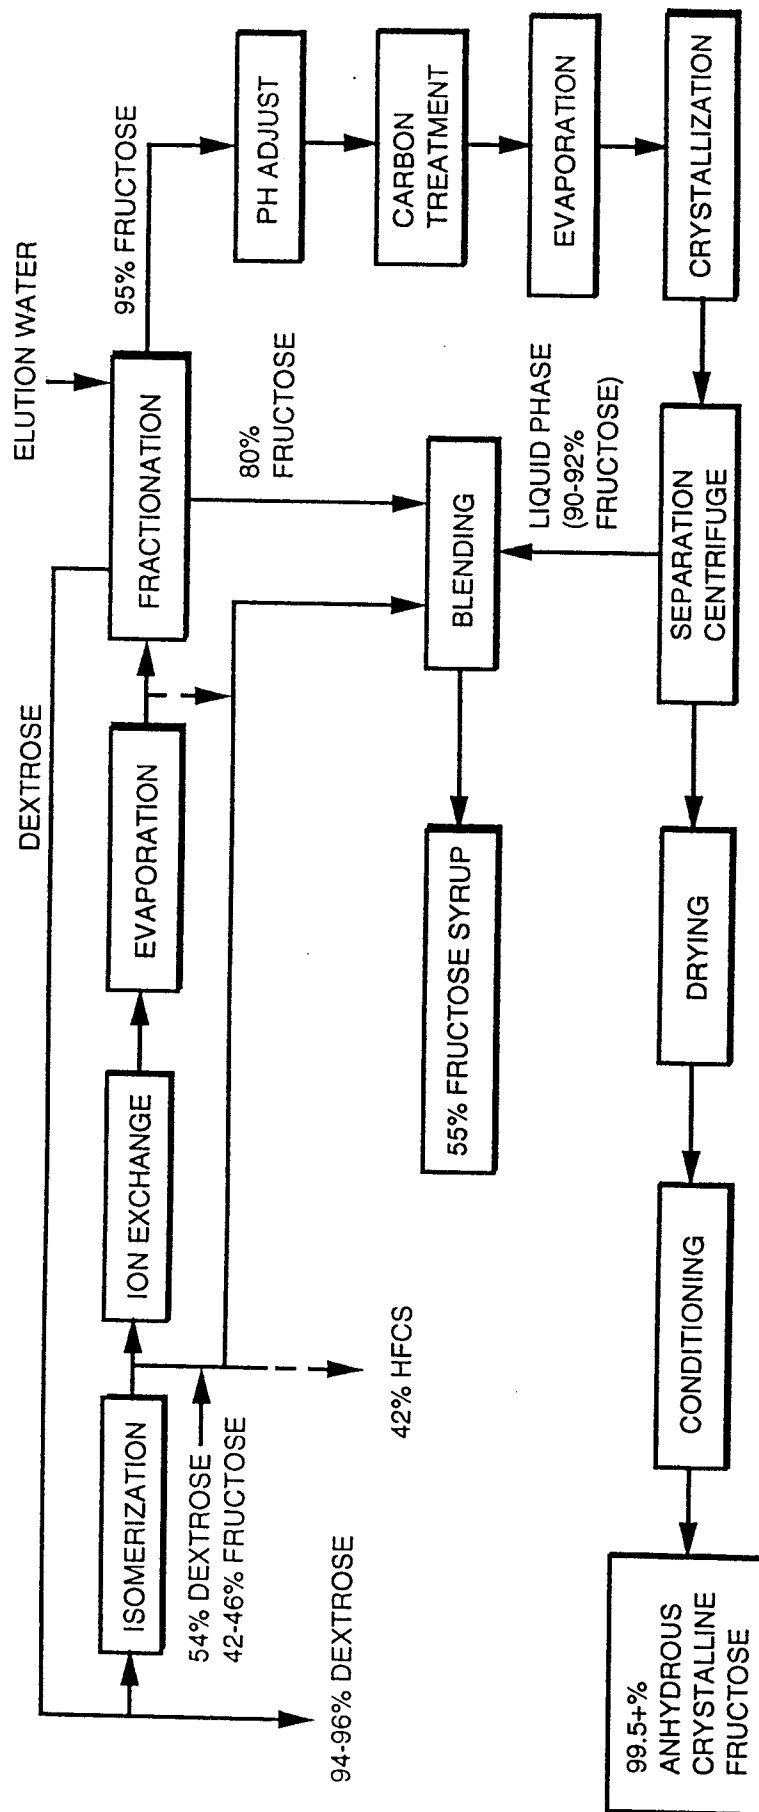 ELUTION WATER
DEXTROSE
ISOMERIZATION
ION EXCHANGE
EVAPORATION
FRACTIONATION
95% FRUCTOSE
54% DEXTROSE
42-46% FRUCTOSE
94-96% DEXTROSE
42% HFCS
80%
FRUCTOSE
PH ADJUST
CARBON
TREATMENT
EVAPORATION
CRYSTALLIZATION
55% FRUCTOSE SYRUP
BLENDING
LIQUID PHASE
(90-92%
FRUCTOSE)
99.5+%
ANHYDROUS
CRYSTALLINE
FRUCTOSE
CONDITIONING
DRYING
SEPARATION
CENTRIFUGE